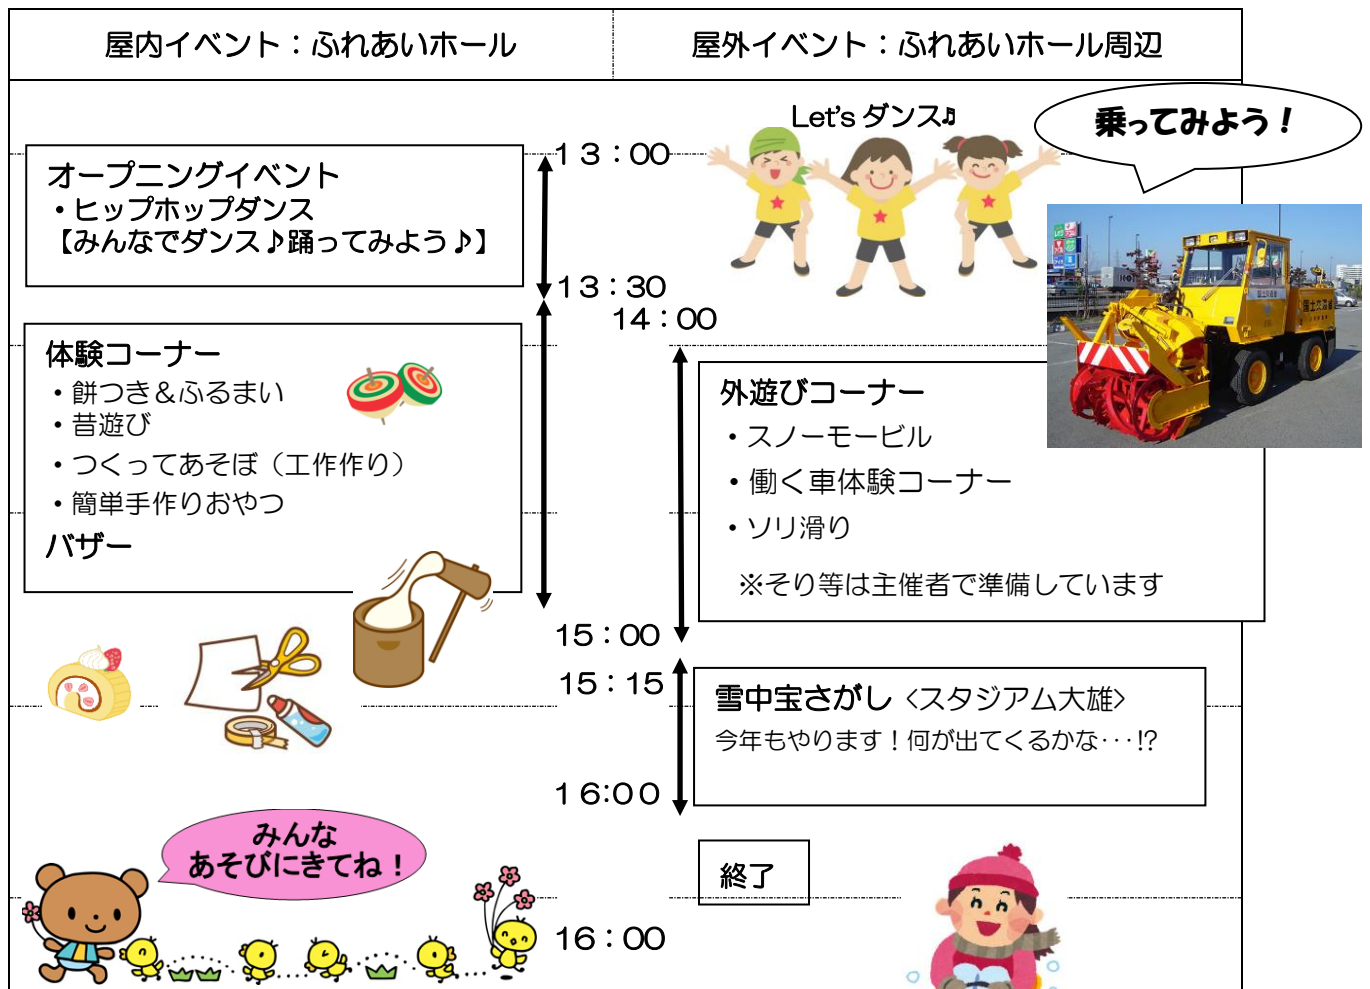 屋内イベント：ふれあいホール
屋外イベント：ふれあいホール周辺
Let's ダンス♬
乗ってみよう！
13：00
オープニングイベント
・ヒップホップダンス
【みんなでダンス♪踊ってみよう♪】
13：30
14：00
体験コーナー
・餅つき＆ふるまい
・昔遊び
・つくってあそぼ（工作作り）
・簡単手作りおやつ
バザー
外遊びコーナー
・スノーモービル
・働く車体験コーナー
・ソリ滑り
※そり等は主催者で準備しています
国土交通省
15：00
15：15
雪中宝さがし〈スタジアム大雄〉
今年もやります！何が出てくるかな･･･!?
16:00
みんな
あそびにきてね！
終了
16：00